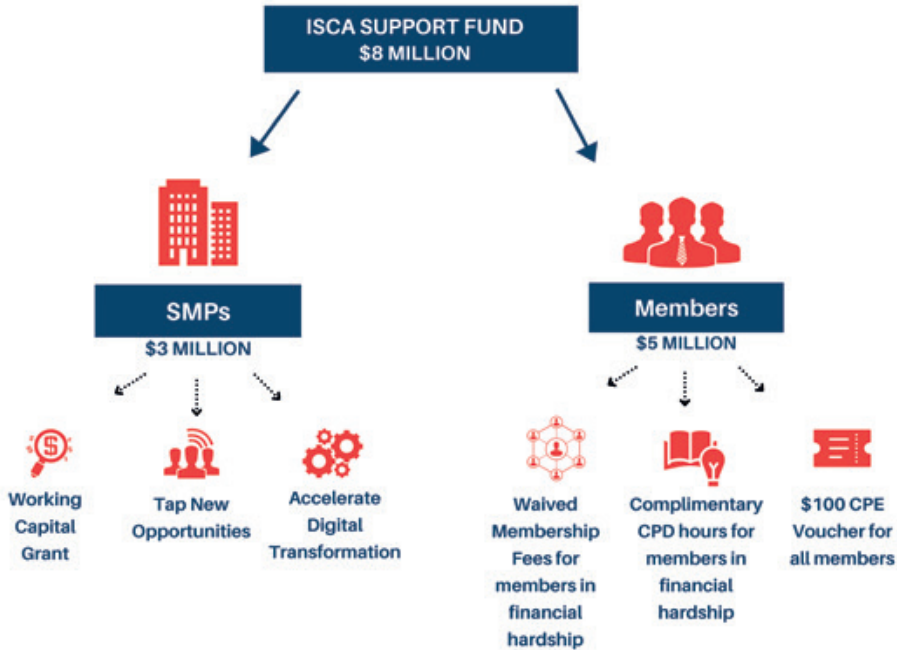 ISCA SUPPORT FUND
$8 MILLION
SMPs
$3 MILLION
Working
Capital
Grant
Tap New
Opportunities
Accelerate
Digital
Transformation
Members
$5 MILLION
Waived
Membership
Fees for
members in
financial
hardship
Complimentary
CPD hours for
members in
financial
hardship
$100 CPE
Voucher for
all members